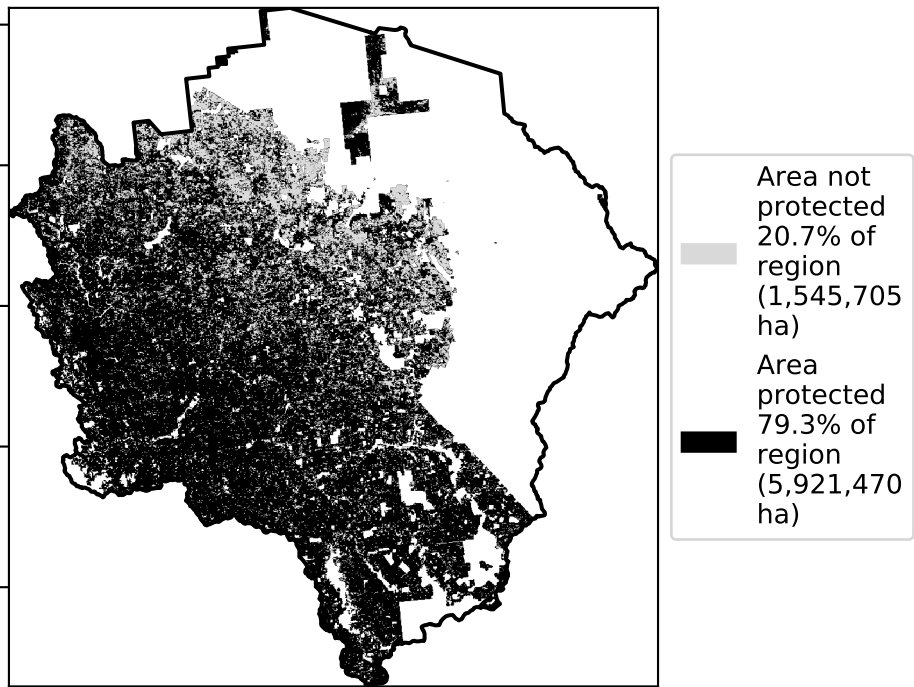 Area not
protected
20.7% of
region
(1,545,705
ha)
Area
protected
79.3% of
region
(5,921,470
ha)